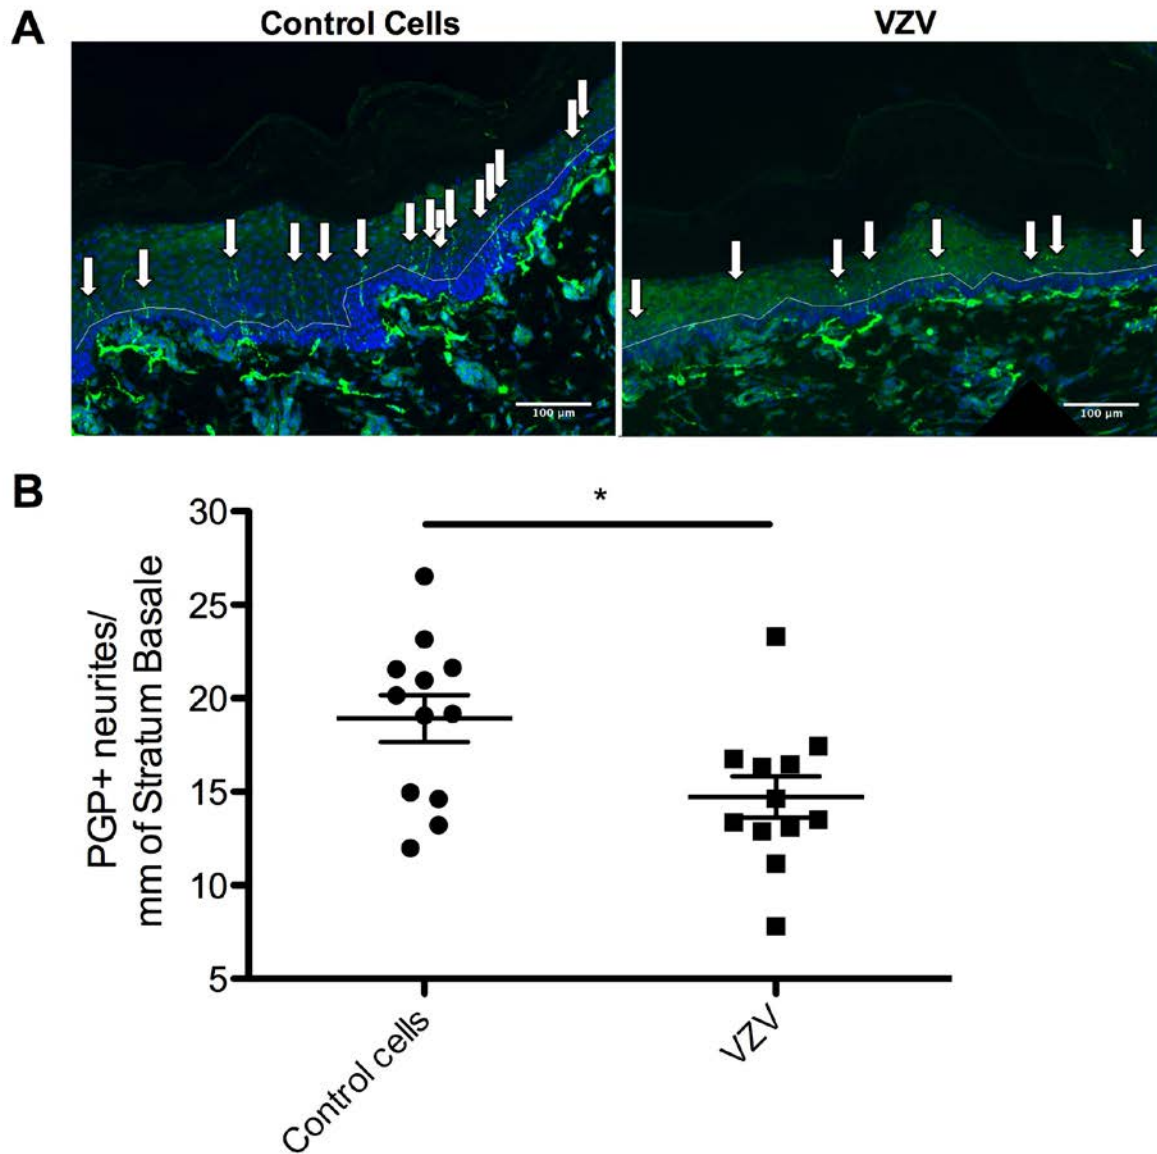 A
Control Cells
VZV
100 µm
100 µm
B
*
PGP+ neurites/
mm of Stratum Basale
30
25
20
15
10
5
Control cells
VZV